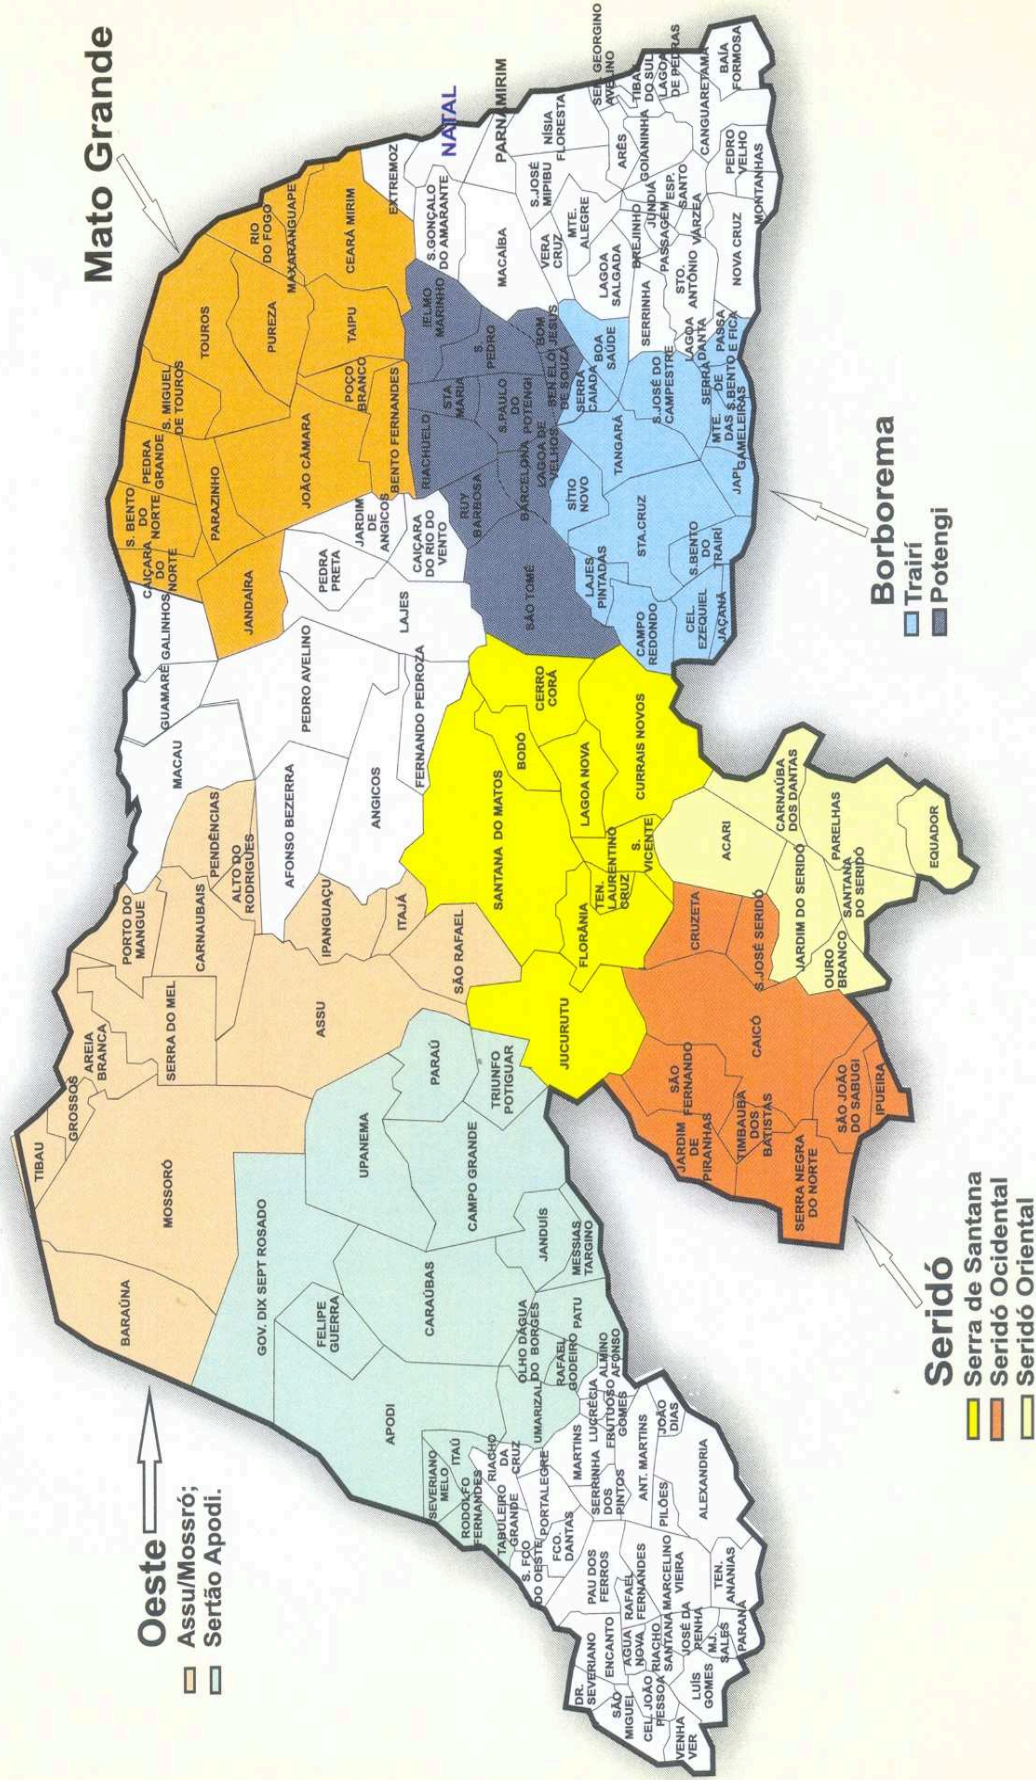 Oeste
Assu/Mossró;
Sertão Apodi.
Mato Grande
TIBAU
GROSSOS
AREIA
BRANCA
BARAÚNA
MOSSORÓ
SERRA DO MEL
PORTO DO
MANGUE
CARNAUBAIS
PENDÊNCIAS
ALTO DO
RODRIGUES
ASSU
IPANGUAÇU
ITAJÁ
SÃO RAFAEL
MACAU
GUAMARÉ
GALINHOS
AFONSO BEZERRA
PEDRO AVELINO
ANGICOS
FERNANDO PEDROZA
LAJES
PEDRA
PRETA
JARDIM
DE
ANGICOS
CAIÇARA
DO RIO DO
VENTO
CAIÇARA
DO
NORTE
S. BENTO
DO
NORTE
PEDRA
GRANDE
S. MIGUEL
DE TOUROS
TOUROS
JANDAÍRA
PARAZINHO
JOÃO CÂMARA
PUREZA
RIO
DO FOGO
MAXARANGUAPE
POÇO
BRANCO
TAIPU
CEARÁ MIRIM
BENTO FERNANDES
GOV. DIX SEPT ROSADO
FELIPE
GUERRA
UPANEMA
PARAÚ
TRIUNFO
POTIGUAR
CAMPO GRANDE
CARAÚBAS
APODI
JANDUÍS
MESSIAS
TARGINO
PATU
OLHO DÁGUA
DO BORGES
RAFAEL
GODEIRO
UMARIZAL
SEVERIANO
MELO
ITAÚ
RODOLFO
FERNANDES
RIACHO
DA
CRUZ
TABULEIRO
GRANDE
S. FCO
DO OESTE
PORTALEGRE
FCO.
DANTAS
MARTINS
LUCRÉCIA
ALMINO
AFONSO
FRUTUOSO
GOMES
SERRINHA
DOS
PINTOS
ANT. MARTINS
JOÃO
DIAS
PILÕES
ALEXANDRIA
PAU DOS
FERROS
RAFAEL
FERNANDES
MARCELINO
VIEIRA
TEN.
ANANIAS
ENCANTO
AGUA
NOVA
RIACHO
SANTANA
JOSÉ DA
PENHA
MJ.
SALES
PARANÁ
DR.
SEVERIANO
SÃO
MIGUEL
CEL. JOÃO
PESSOA
LUÍS
GOMES
VENHA
VER
SANTANA DO MATOS
BODÓ
CERRO
CORÁ
LAGOA NOVA
CURRAIS NOVOS
S.
VICENTE
TEN.
LAURENTINO
CRUZ
FLORÂNIA
JUCURUTU
CRUZETA
S.JOSÉ SERIDÓ
CAICÓ
SÃO
FERNANDO
JARDIM
DE
PIRANHAS
TIMBAUBA
DOS
BATISTAS
SERRA NEGRA
DO NORTE
SÃO JOÃO
DO SABUGI
IPUEIRA
ACARI
CARNAÚBA
DOS DANTAS
JARDIM DO SERIDÓ
PARELHAS
OURO
BRANCO
SANTANA
DO SERIDÓ
EQUADOR
SÃO TOMÉ
RUY
BARBOSA
RIACHUELO
STA
MARIA
IELMO
MARINHO
S.
PEDRO
S.PAULO
DO
POTENGI
BARCELONA
LAGOA DE
VELHOS
SEN.ELÓI
DE SOUZA
BOM
JESUS
LAJES
PINTADAS
SÍTIO
NOVO
SERRA
CAIADA
BOA
SAÚDE
CAMPO
REDONDO
STA.CRUZ
TANGARÁ
S.JOSÉ DO
CAMPESTRE
CEL.
EZEQUIEL
JAÇANÃ
S.BENTO
DO
TRAIRÍ
JAPI
MTE.
DAS
GAMELEIRAS
SERRA
DE
S.BENTO
LAGOA
DANTA
PASSA
E FICA
EXTREMOZ
NATAL
S.GONÇALO
DO AMARANTE
MACAÍBA
PARNAMIRIM
VERA
CRUZ
S.JOSÉ
MIPIBU
NÍSIA
FLORESTA
MTE.
ALEGRE
LAGOA
SALGADA
BREJINHO
ARÊS
SEN. GEORGINO
AVELINO
TIBAU
DO SUL
LAGOA
DE PEDRAS
GOIANINHA
JUNDIÁ
ESP.
SANTO
PASSAGEM
VÁRZEA
SERRINHA
STO.
ANTÔNIO
CANGUARETAMA
BAÍA
FORMOSA
PEDRO
VELHO
MONTANHAS
NOVA CRUZ
Seridó
Serra de Santana
Seridó Ocidental
Seridó Oriental
Borborema
Trairí
Potengi